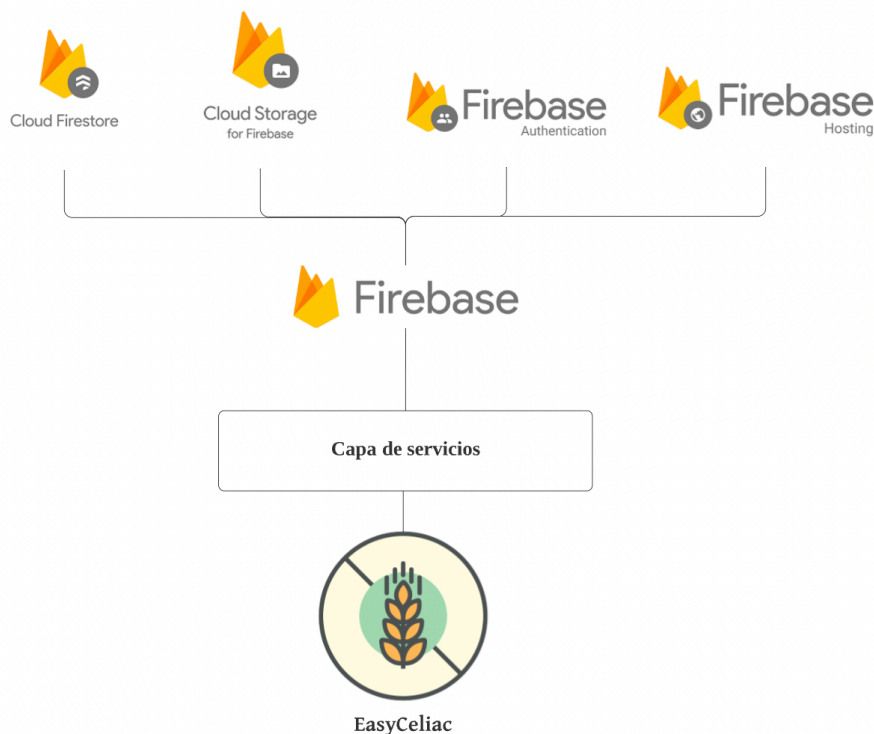 Cloud Firestore
Cloud Storage
for Firebase
Firebase
Authentication
Firebase
Hosting
Firebase
Capa de servicios
EasyCeliac